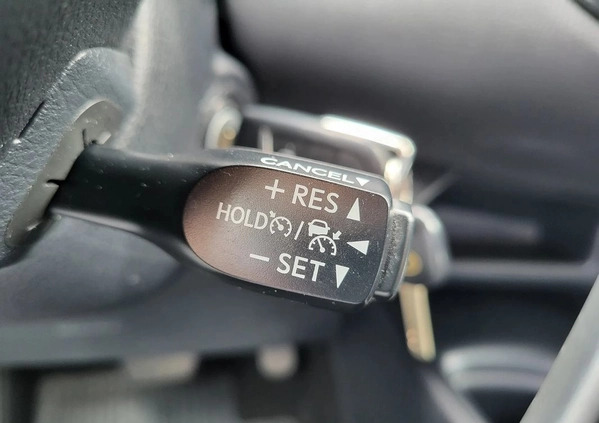 CANCEL
+ RES
HOLD /
- SET